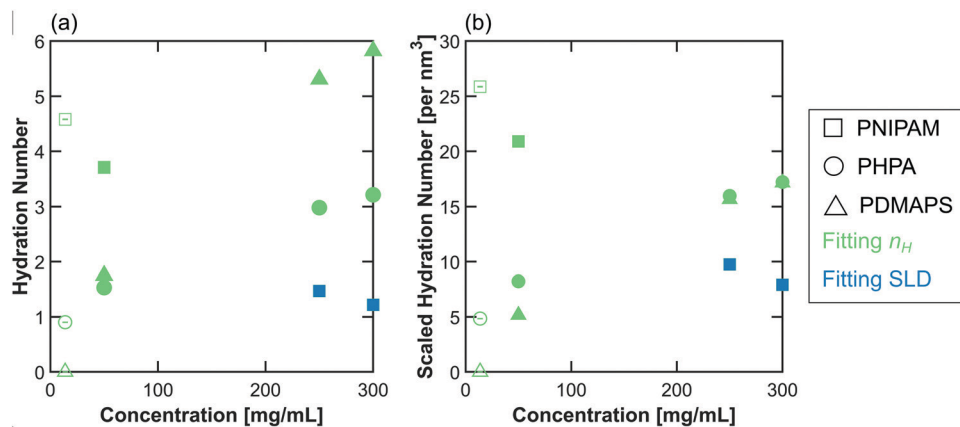 (a)
6
5
4
3
2
1
0
0
100
200
300
Hydration Number
Concentration [mg/mL]
(b)
30
25
20
15
10
5
0
0
100
200
300
Scaled Hydration Number [per nm³]
Concentration [mg/mL]
PNIPAM
PHPA
PDMAPS
Fitting n_H
Fitting SLD